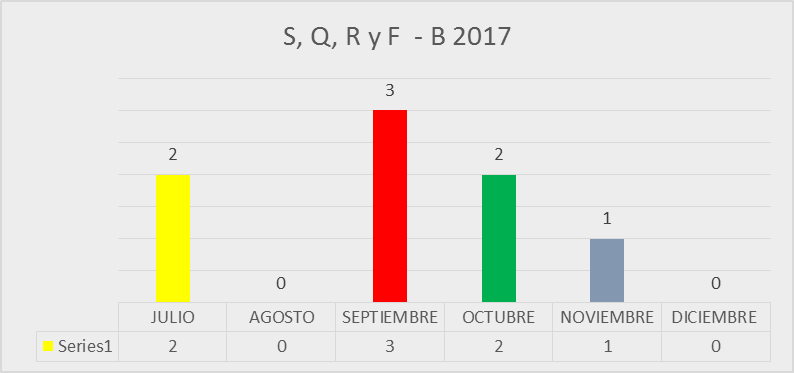 S, Q, R y F  - B 2017
3
2
2
1
0
0
JULIO AGOSTO SEPTIEMBRE OCTUBRE NOVIEMBRE DICIEMBRE
Series1 2 0 3 2 1 0